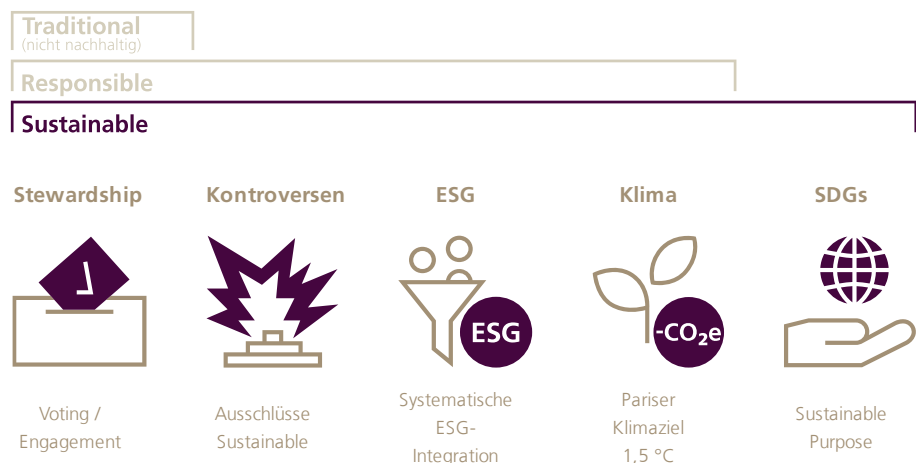 Traditional
(nicht nachhaltig)
Responsible
Sustainable
Stewardship
Kontroversen
ESG
Klima
SDGs
ESG
-CO₂e
Voting /
Engagement
Ausschlüsse
Sustainable
Systematische
ESG-
Integration
Pariser
Klimaziel
1,5 °C
Sustainable
Purpose